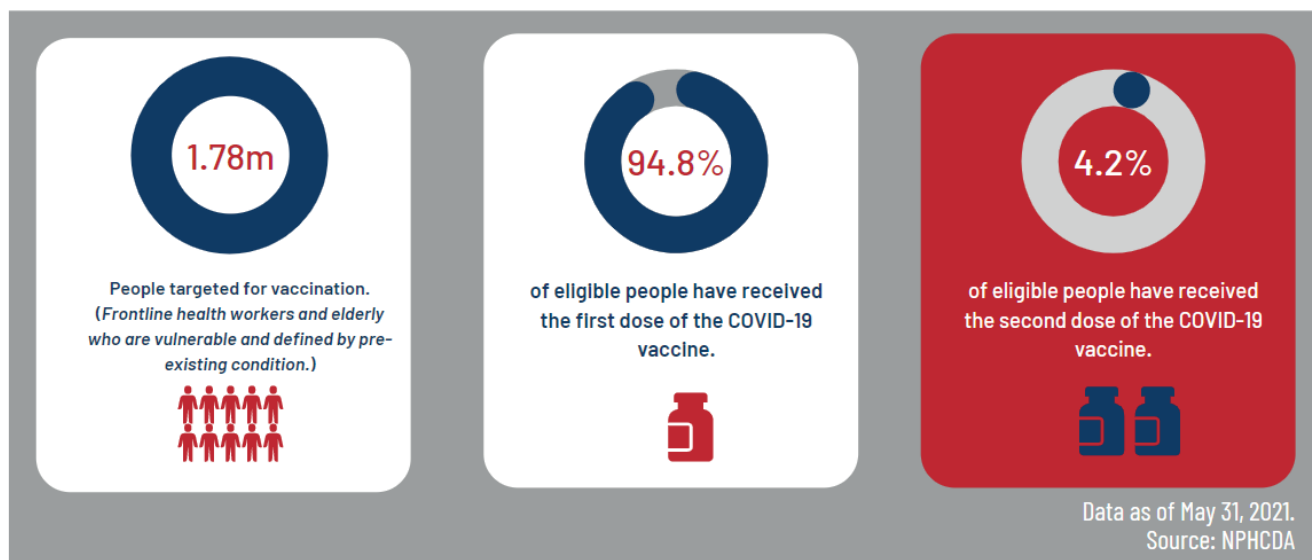 1.78m
People targeted for vaccination.
(Frontline health workers and elderly
who are vulnerable and defined by pre-
existing condition.)
94.8%
of eligible people have received
the first dose of the COVID-19
vaccine.
4.2%
of eligible people have received
the second dose of the COVID-19
vaccine.
Data as of May 31, 2021.
Source: NPHCDA